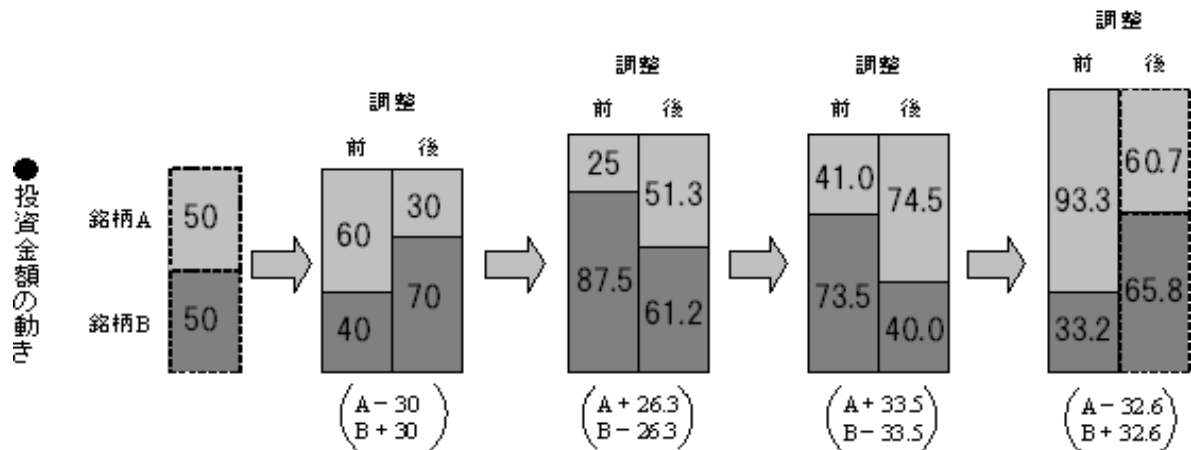 ●投資金額の動き
銘柄A
銘柄B
50
50
調整
前 後
60 30
40 70
(A－30
B＋30)
調整
前 後
25 51.3
87.5 61.2
(A＋26.3
B－26.3)
調整
前 後
41.0 74.5
73.5 40.0
(A＋33.5
B－33.5)
調整
前 後
93.3 60.7
33.2 65.8
(A－32.6
B＋32.6)